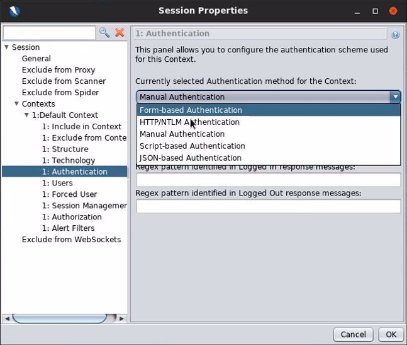 Session Properties
Session
General
Exclude from Proxy
Exclude from Scanner
Exclude from Spider
Contexts
1:Default Context
1: Include in Context
1: Exclude from Conte
1: Structure
1: Technology
1: Authentication
1: Users
1: Forced User
1: Session Managemer
1: Authorization
1: Alert Filters
Exclude from WebSockets
1: Authentication
This panel allows you to configure the authentication scheme used
for this Context.
Currently selected Authentication method for the Context:
Manual Authentication
Form-based Authentication
HTTP/NTLM Authentication
Manual Authentication
Script-based Authentication
JSON-based Authentication
Regex pattern identified in Logged In response messages:
Regex pattern identified in Logged Out response messages:
Cancel
OK